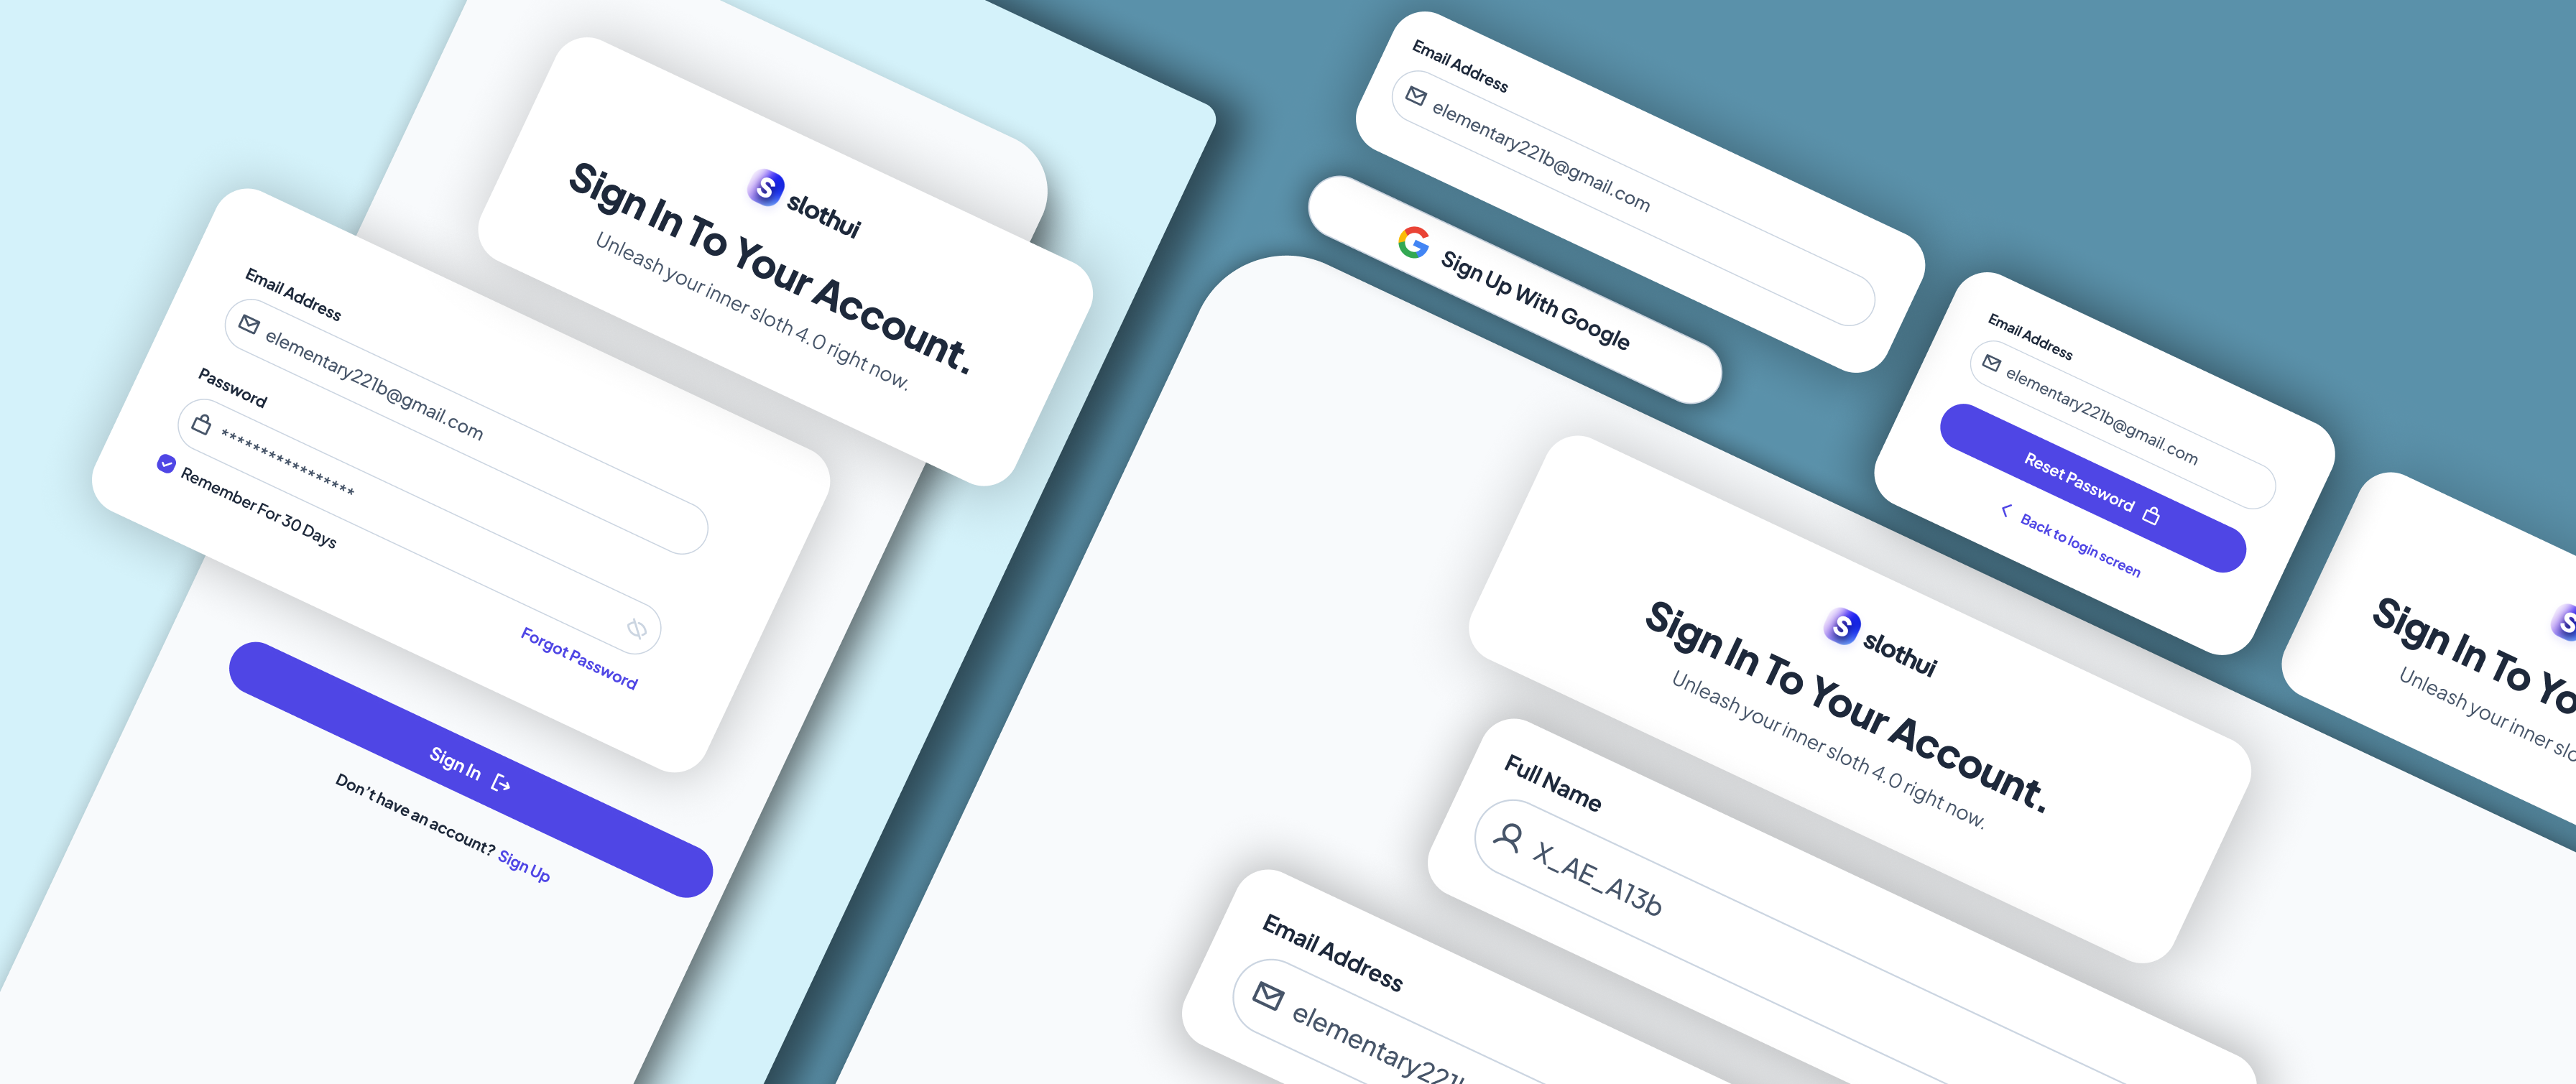 slothui
Sign In To Your Account.
Unleash your inner sloth 4.0 right now.
Email Address
elementary221b@gmail.com
Password
*****************
Remember For 30 Days
Forgot Password
Sign In
Don't have an account? Sign Up
Email Address
elementary221b@gmail.com
Sign Up With Google
Email Address
elementary221b@gmail.com
Reset Password
Back to login screen
slothui
Sign In To Your Account.
Unleash your inner sloth 4.0 right now.
Full Name
X_AE_A13b
Email Address
elementary221
Sign In To Yo
Unleash your inner slo